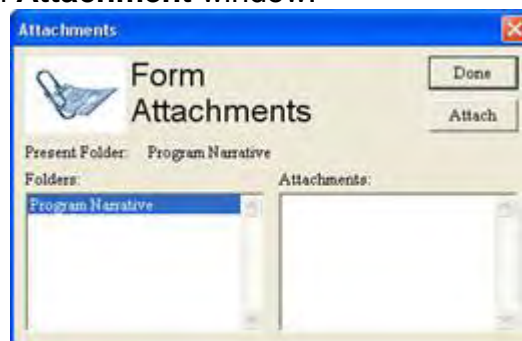 Attachment window.
Attachments
Form
Attachments
Done
Attach
Present Folder: Program Narrative
Folders:
Attachments:
Program Narrative